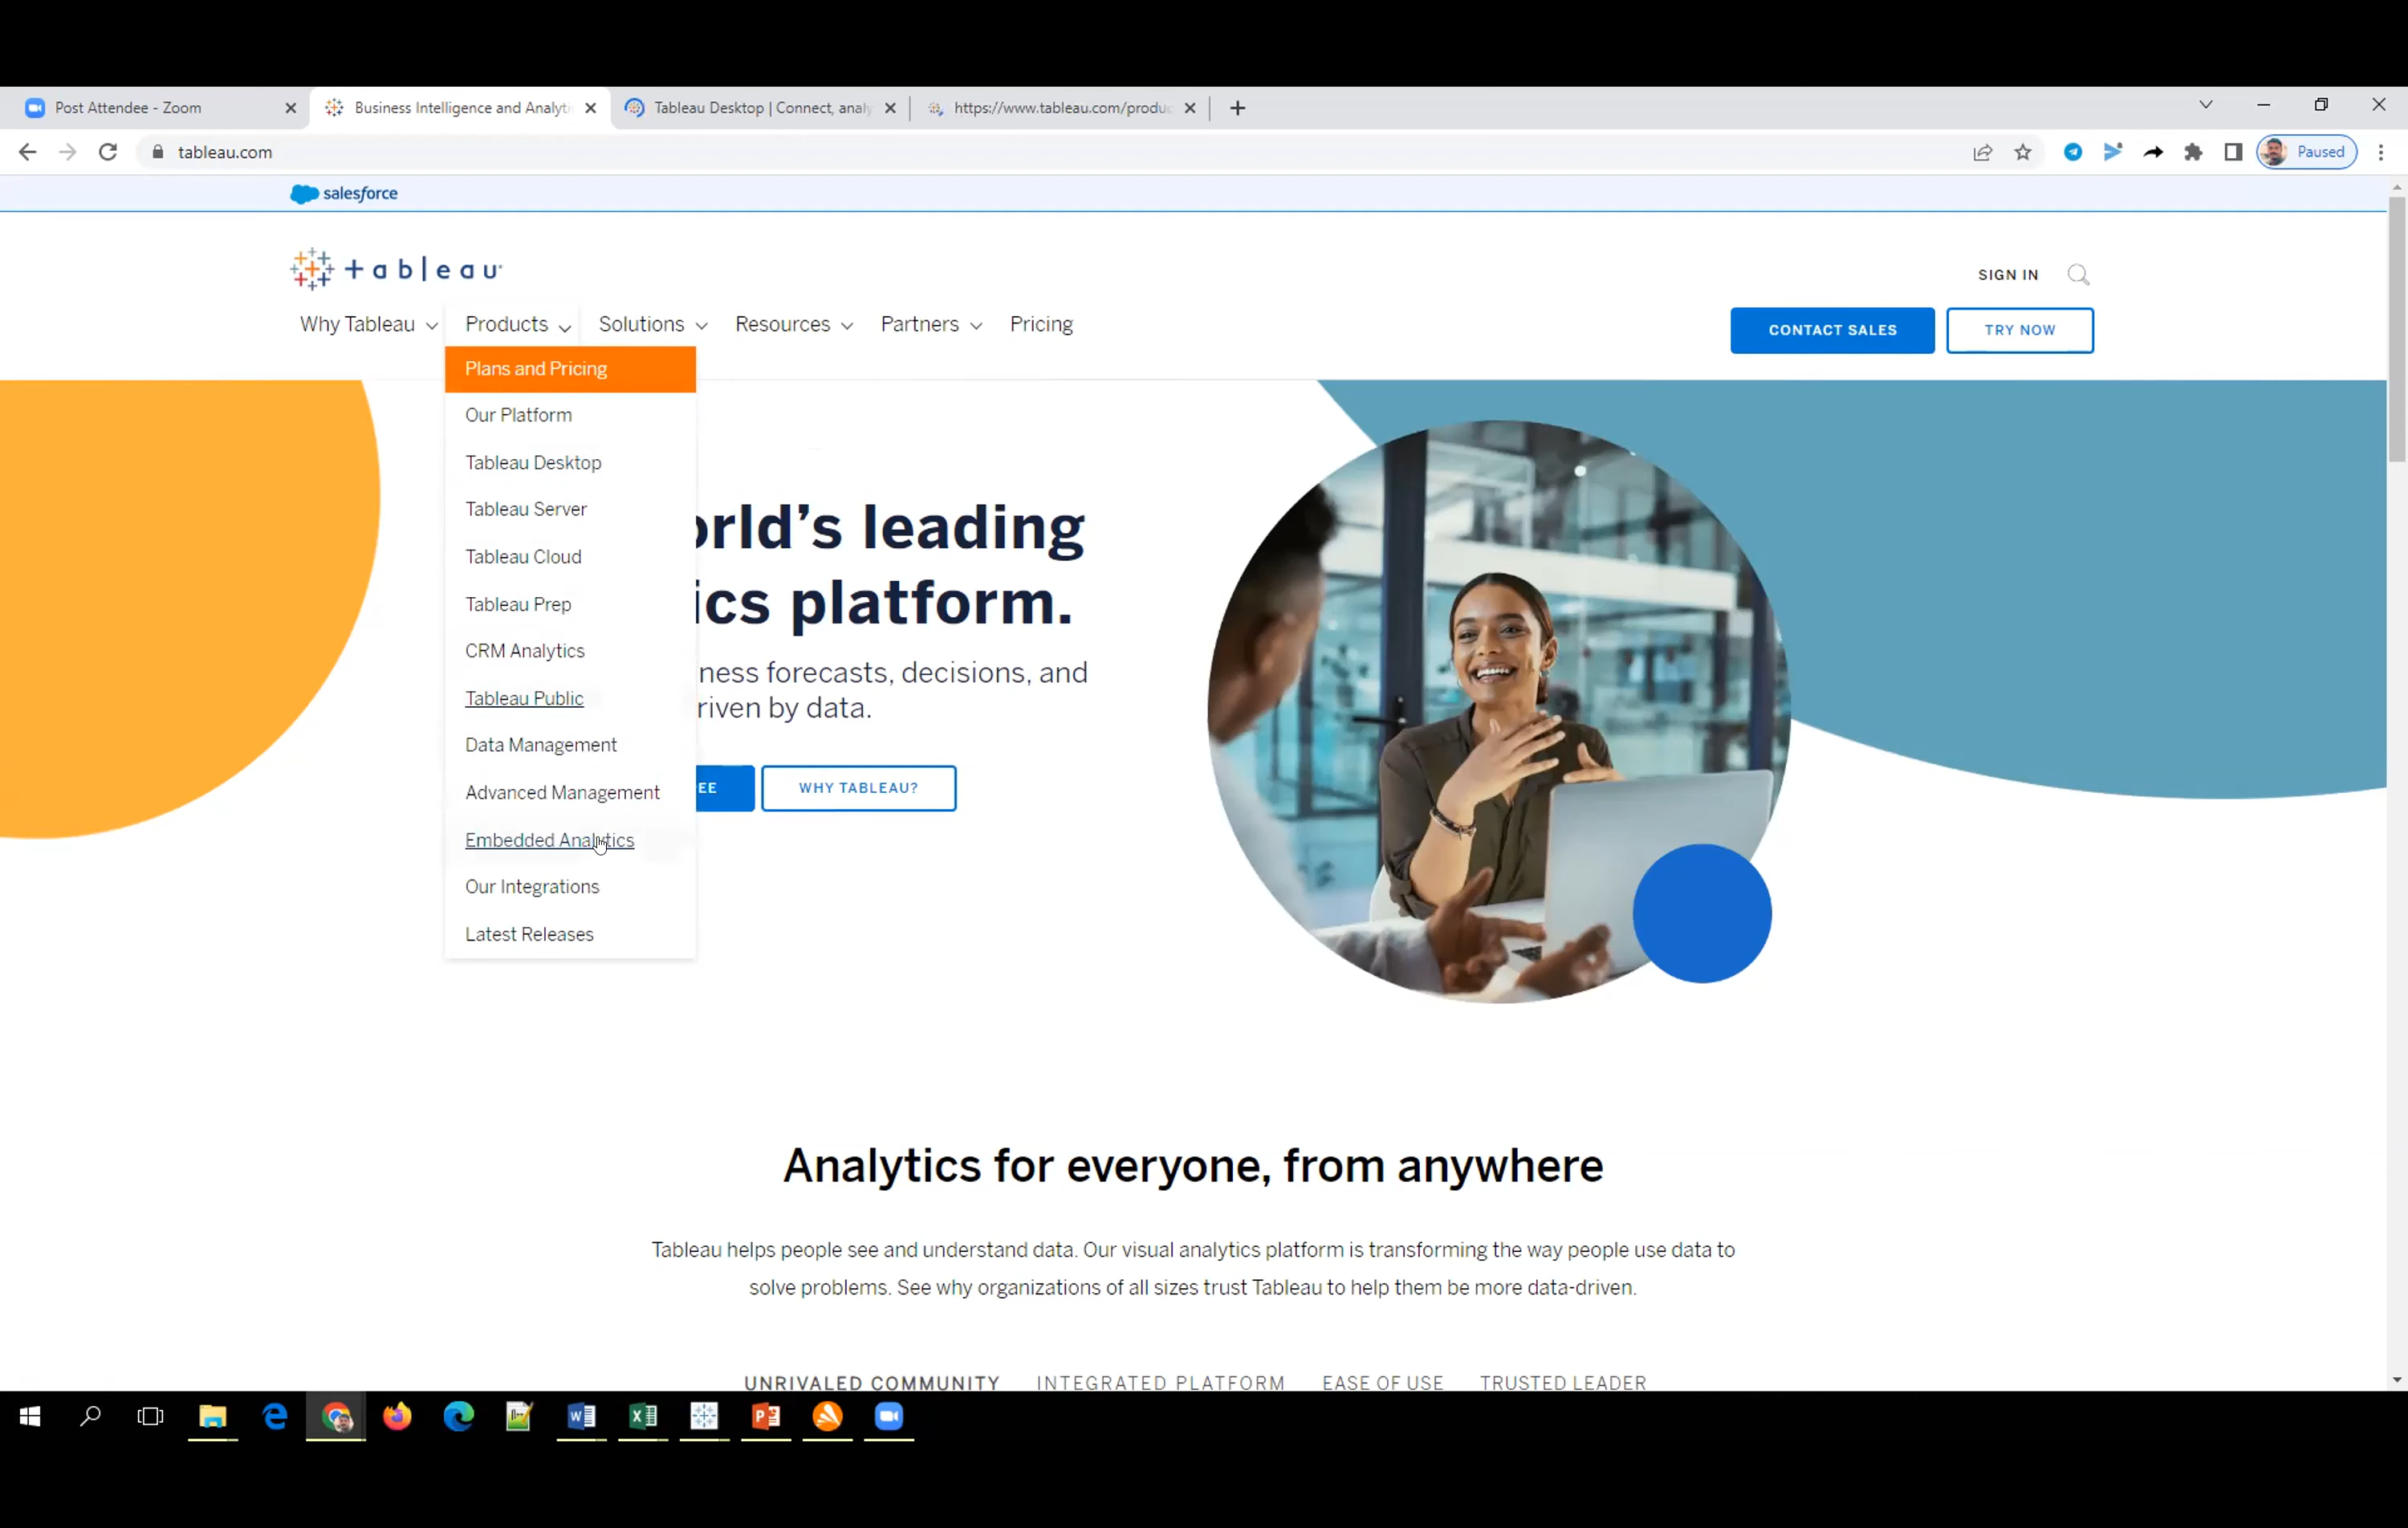 Post Attendee - Zoom
Business Intelligence and Analyti
Tableau Desktop | Connect, analy
https://www.tableau.com/produc
tableau.com
Paused
salesforce
+ableau
SIGN IN
Why Tableau
Products
Solutions
Resources
Partners
Pricing
CONTACT SALES
TRY NOW
Plans and Pricing
Our Platform
Tableau Desktop
Tableau Server
Tableau Cloud
Tableau Prep
CRM Analytics
Tableau Public
Data Management
Advanced Management
Embedded Analytics
Our Integrations
Latest Releases
orld's leading
ics platform.
ness forecasts, decisions, and
riven by data.
EE
WHY TABLEAU?
Analytics for everyone, from anywhere
Tableau helps people see and understand data. Our visual analytics platform is transforming the way people use data to
solve problems. See why organizations of all sizes trust Tableau to help them be more data-driven.
UNRIVALED COMMUNITY
INTEGRATED PLATFORM
EASE OF USE
TRUSTED LEADER